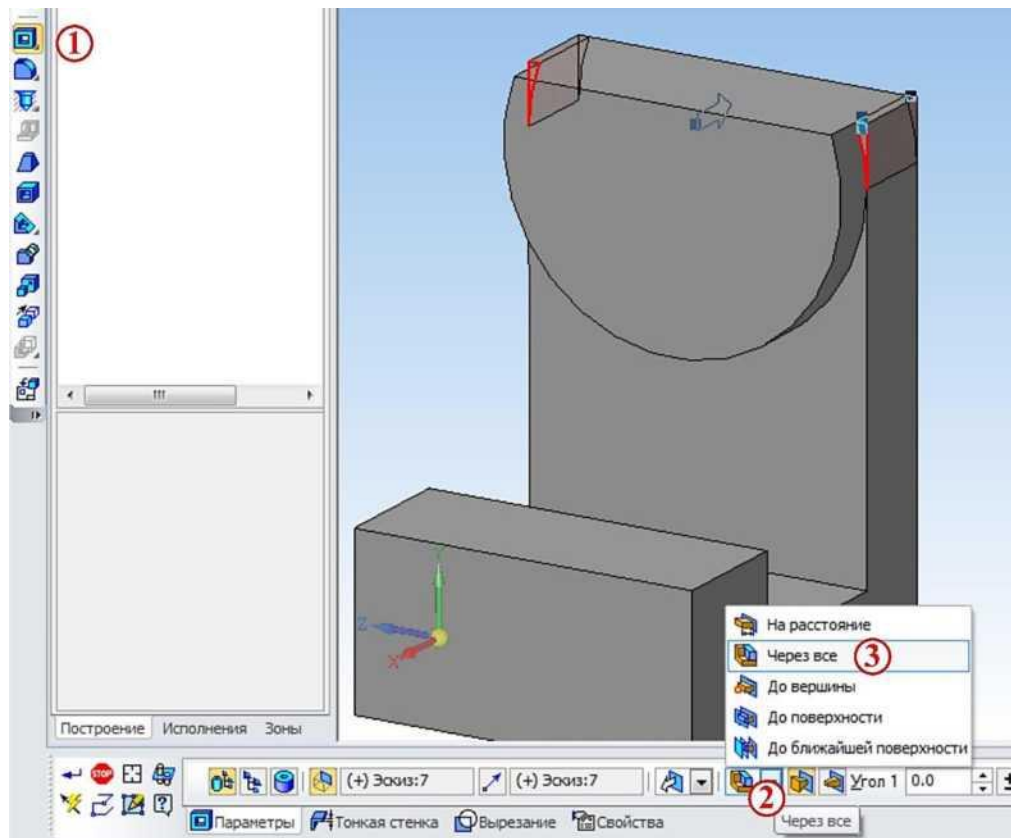 1
На расстояние
Через все 3
До вершины
До поверхности
До ближайшей поверхности
Построение Исполнения Зоны
STOP (+) Эскиз:7 (+) Эскиз:7 Угол 1 0.0
2
Параметры Тонкая стенка Вырезание Свойства Через все